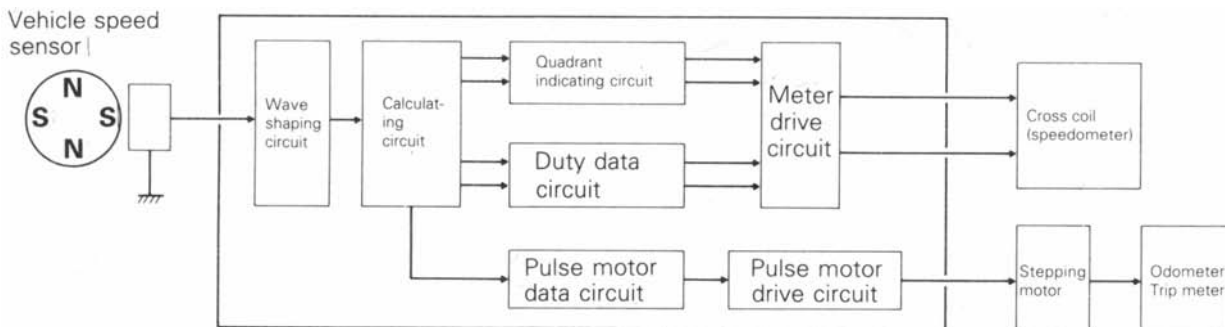 Vehicle speed
sensor
N
S S
N
Wave
shaping
circuit
Calculat-
ing
circuit
Quadrant
indicating circuit
Duty data
circuit
Meter
drive
circuit
Cross coil
(speedometer)
Pulse motor
data circuit
Pulse motor
drive circuit
Stepping
motor
Odometer
Trip meter